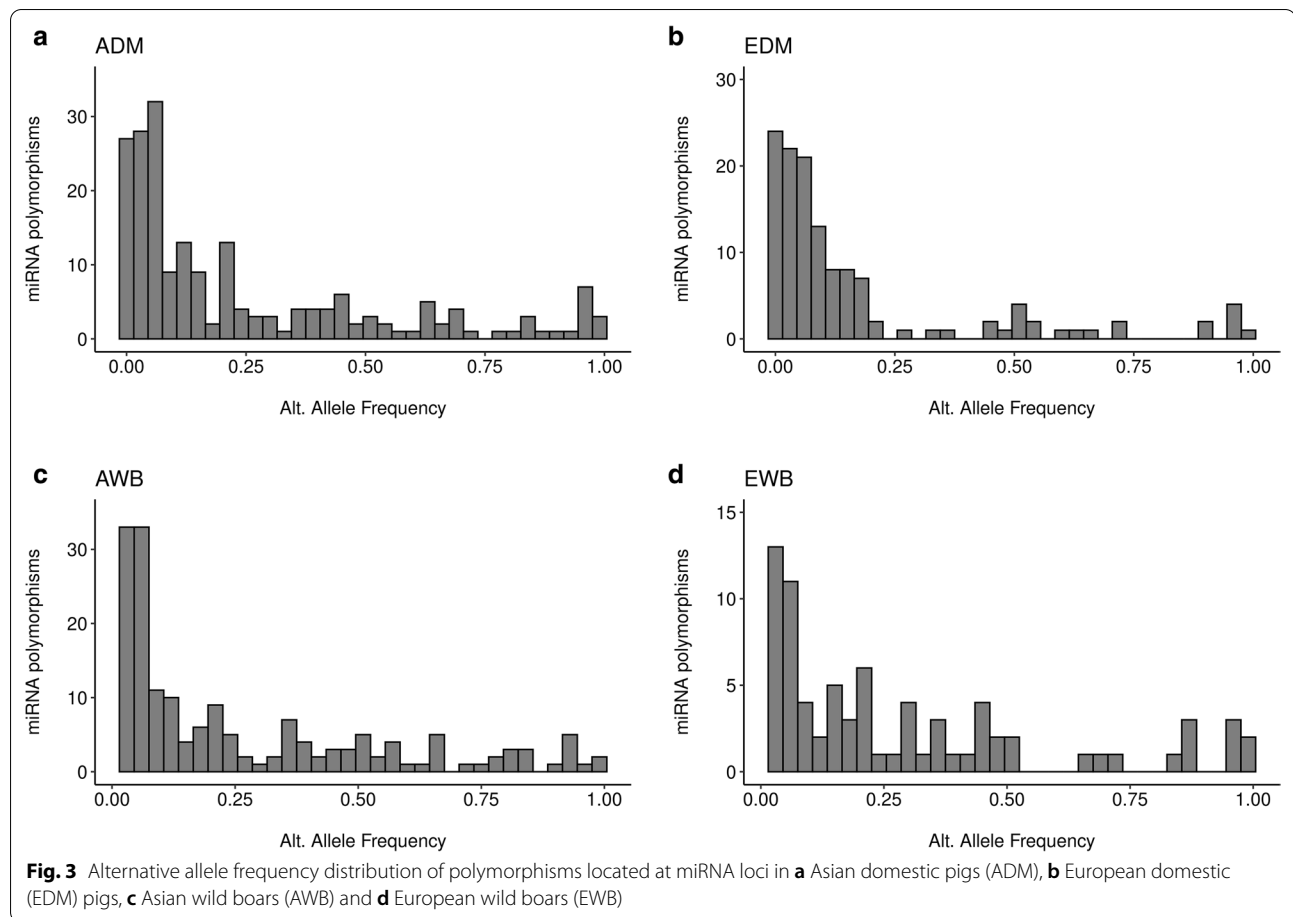 a
ADM
30
20
10
0
miRNA polymorphisms
0.00 0.25 0.50 0.75 1.00
Alt. Allele Frequency
b
EDM
30
20
10
0
miRNA polymorphisms
0.00 0.25 0.50 0.75 1.00
Alt. Allele Frequency
c
AWB
30
20
10
0
miRNA polymorphisms
0.00 0.25 0.50 0.75 1.00
Alt. Allele Frequency
d
EWB
15
10
5
0
miRNA polymorphisms
0.00 0.25 0.50 0.75 1.00
Alt. Allele Frequency
Fig. 3 Alternative allele frequency distribution of polymorphisms located at miRNA loci in a Asian domestic pigs (ADM), b European domestic
(EDM) pigs, c Asian wild boars (AWB) and d European wild boars (EWB)